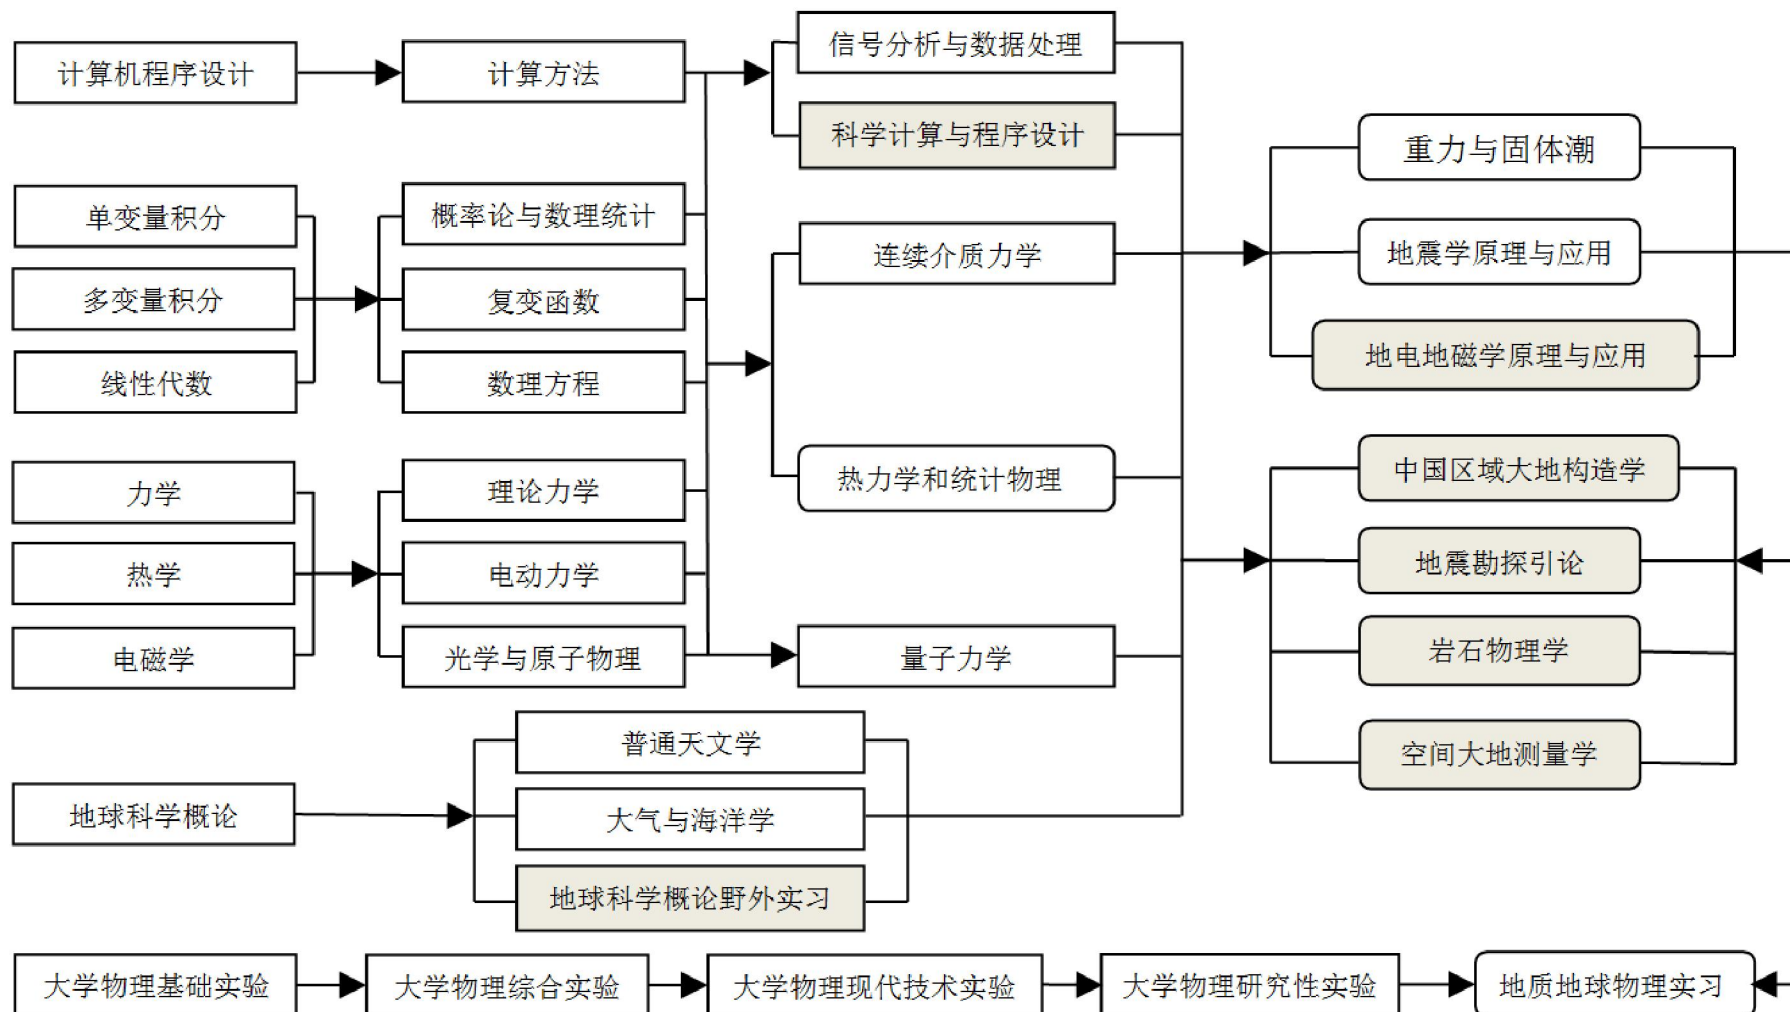 计算机程序设计
计算方法
信号分析与数据处理
科学计算与程序设计
重力与固体潮
单变量积分
概率论与数理统计
连续介质力学
地震学原理与应用
多变量积分
复变函数
线性代数
数理方程
地电地磁学原理与应用
力学
理论力学
热力学和统计物理
中国区域大地构造学
热学
电动力学
地震勘探引论
电磁学
光学与原子物理
量子力学
岩石物理学
普通天文学
空间大地测量学
地球科学概论
大气与海洋学
地球科学概论野外实习
大学物理基础实验
大学物理综合实验
大学物理现代技术实验
大学物理研究性实验
地质地球物理实习